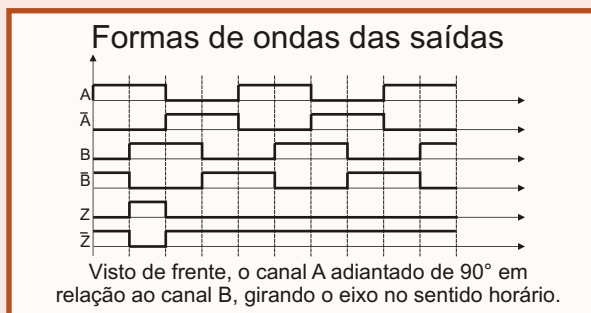 Formas de ondas das saídas
A
Ā
B
B̄
Z
Z̄
Visto de frente, o canal A adiantado de 90° em
relação ao canal B, girando o eixo no sentido horário.